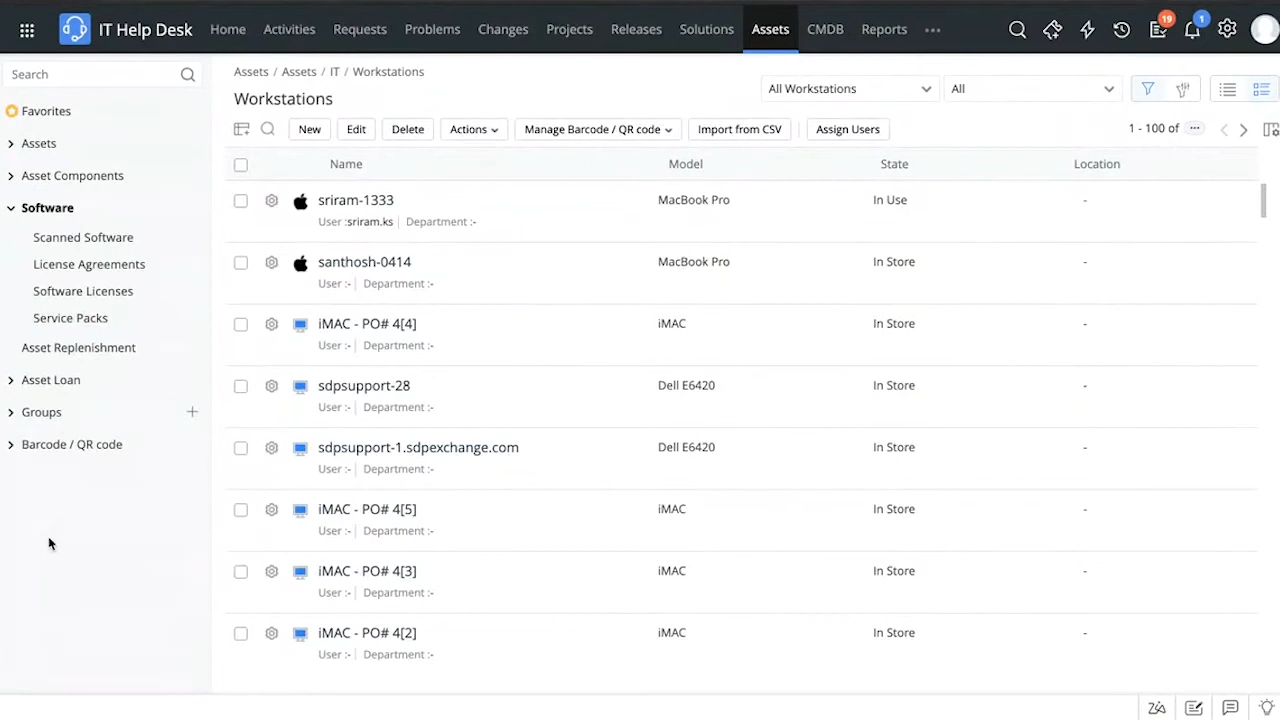 IT Help Desk Home Activities Requests Problems Changes Projects Releases Solutions Assets CMDB Reports 19 1
Search
Favorites
Assets
Asset Components
Software
Scanned Software
License Agreements
Software Licenses
Service Packs
Asset Replenishment
Asset Loan
Groups
Barcode / QR code
Assets / Assets / IT / Workstations
Workstations
All Workstations All
New Edit Delete Actions Manage Barcode / QR code Import from CSV Assign Users 1 - 100 of
Name Model State Location
sriram-1333 MacBook Pro In Use -
User :sriram.ks Department :-
santhosh-0414 MacBook Pro In Store -
User :- Department :-
iMAC - PO# 4[4] iMAC In Store -
User :- Department :-
sdpsupport-28 Dell E6420 In Store -
User :- Department :-
sdpsupport-1.sdpexchange.com Dell E6420 In Store -
User :- Department :-
iMAC - PO# 4[5] iMAC In Store -
User :- Department :-
iMAC - PO# 4[3] iMAC In Store -
User :- Department :-
iMAC - PO# 4[2] iMAC In Store -
User :- Department :-